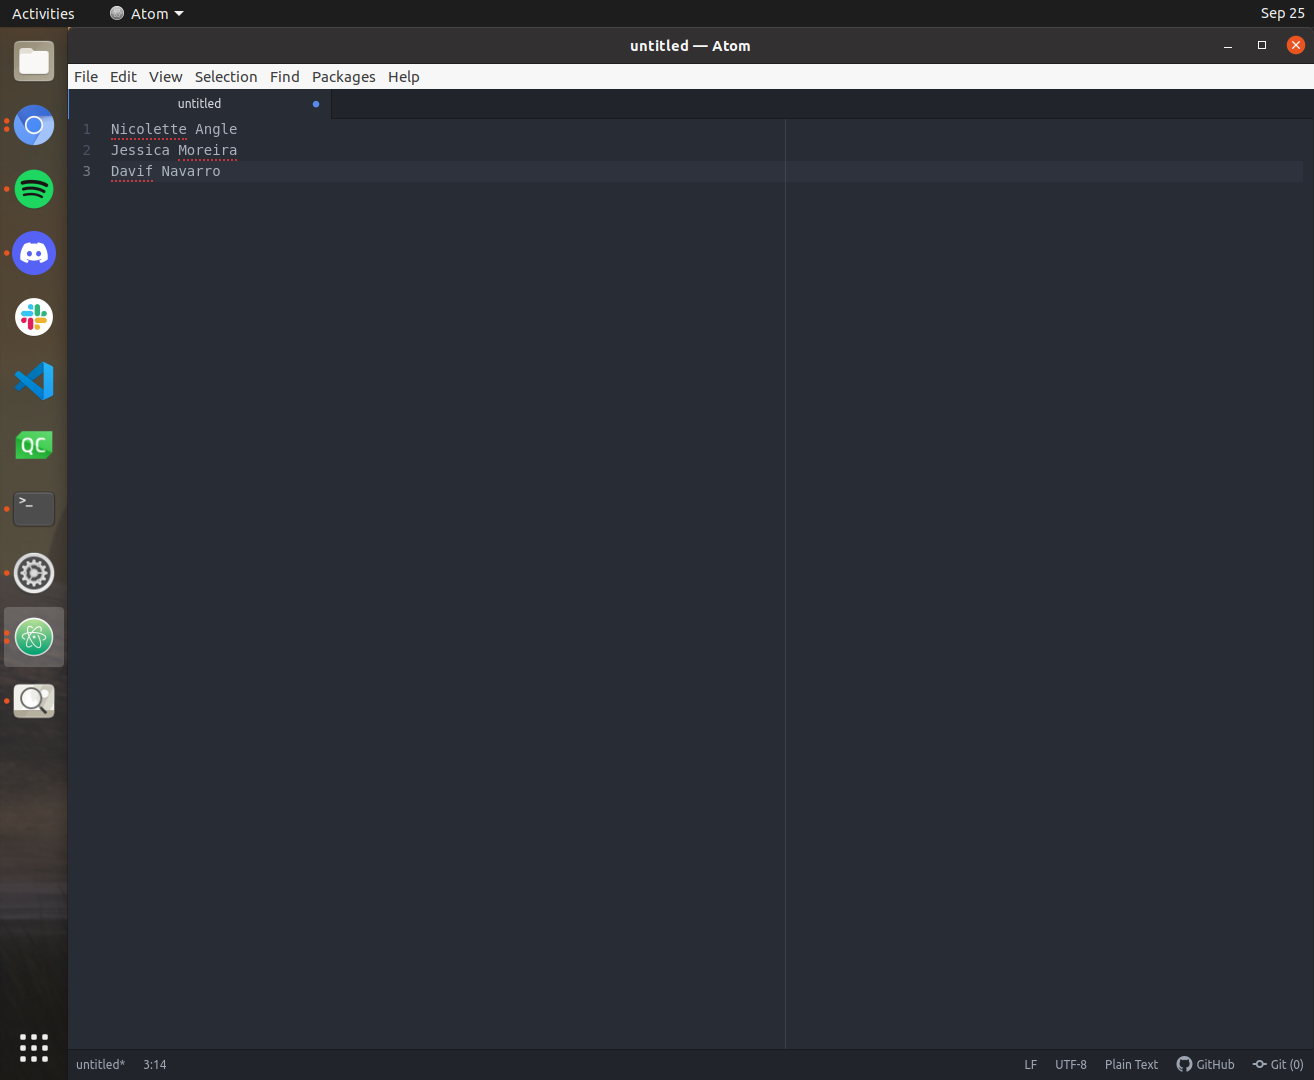 Activities Atom Sep 25
untitled — Atom
File Edit View Selection Find Packages Help
untitled
1 Nicolette Angle
2 Jessica Moreira
3 Davif Navarro
QC
>_
untitled* 3:14 LF UTF-8 Plain Text GitHub Git (0)